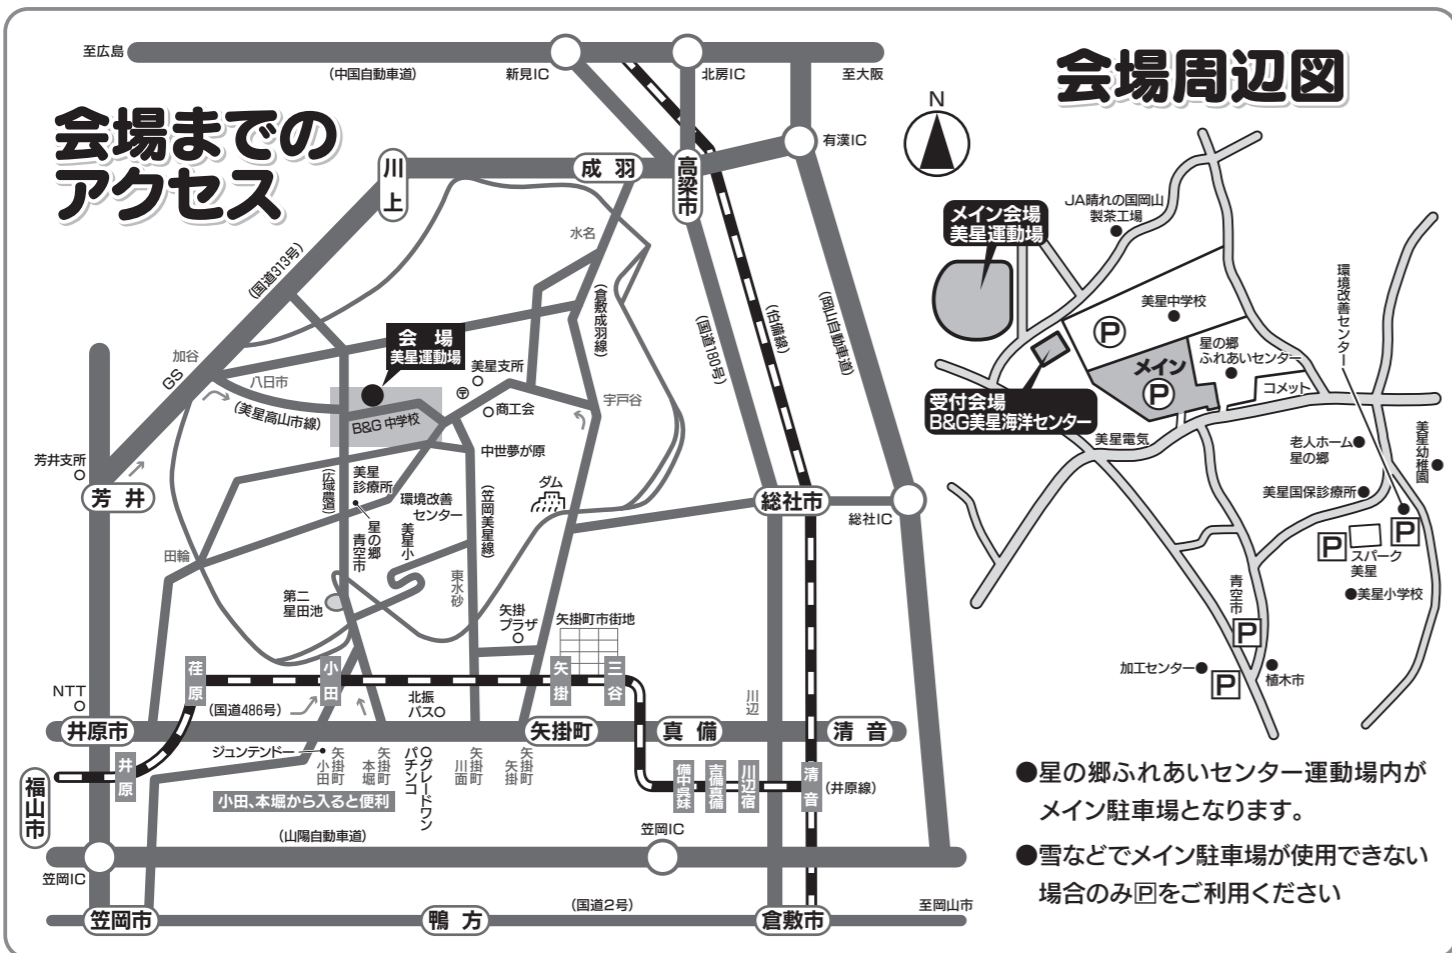 会場までの
アクセス
至広島
(中国自動車道)
新見IC
北房IC
至大阪
有漢IC
川上
成羽
高梁市
水名
(国道313号)
(倉敷成羽線)
(国道180号)
(伯備線)
(岡山自動車道)
加谷
GS
八日市
(美星高山市線)
会場
美星運動場
美星支所
〶
商工会
B&G 中学校
宇戸谷
中世夢が原
芳井支所
芳井
(広域農道)
美星
診療所
環境改善
センター
星の郷
青空市
美星小
(笠岡美星線)
ダム
総社市
総社IC
田輪
第二
星田池
東水砂
矢掛
プラザ
矢掛町市街地
荏原
小田
矢掛
三谷
NTT
(国道486号)
北振
バス
川辺
井原市
矢掛町
真備
清音
ジュンテンドー
矢掛町
小田
矢掛町
本堀
グレードワン
パチンコ
矢掛町
川面
矢掛町
矢掛
井原
福山市
備中呉妹
吉備真備
川辺宿
清音
(井原線)
小田、本堀から入ると便利
(山陽自動車道)
笠岡IC
笠岡IC
笠岡市
鴨方
(国道2号)
倉敷市
至岡山市
N
会場周辺図
JA晴れの国岡山
製茶工場
メイン会場
美星運動場
環境改善センター
美星中学校
P
星の郷
ふれあいセンター
メイン
P
コメット
受付会場
B&G美星海洋センター
美星電気
老人ホーム
星の郷
美星幼稚園
美星国保診療所
P
P
スパーク
美星
美星小学校
青空市
P
加工センター
P
植木市
●星の郷ふれあいセンター運動場内が
メイン駐車場となります。
●雪などでメイン駐車場が使用できない
場合のみPをご利用ください